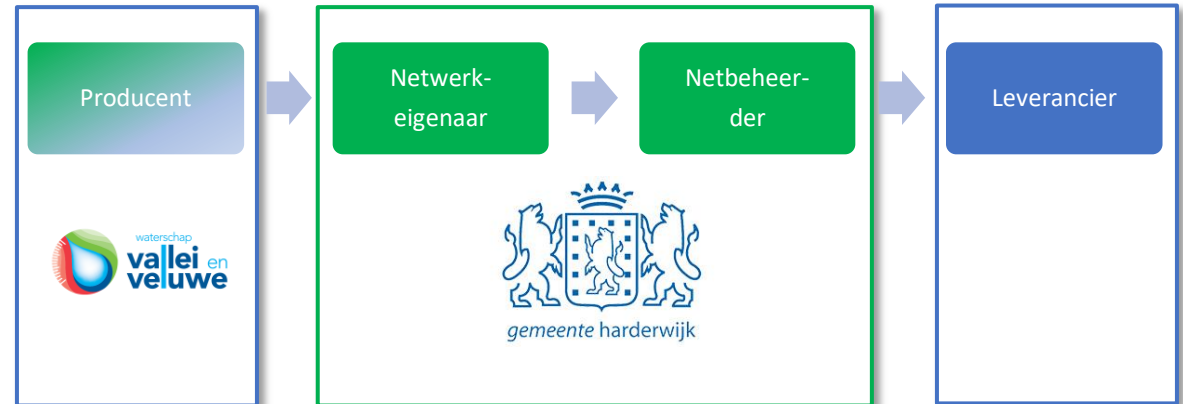 Producent
Netwerk-
eigenaar
Netbeheer-
der
Leverancier
waterschap
vallei en
veluwe
gemeente harderwijk